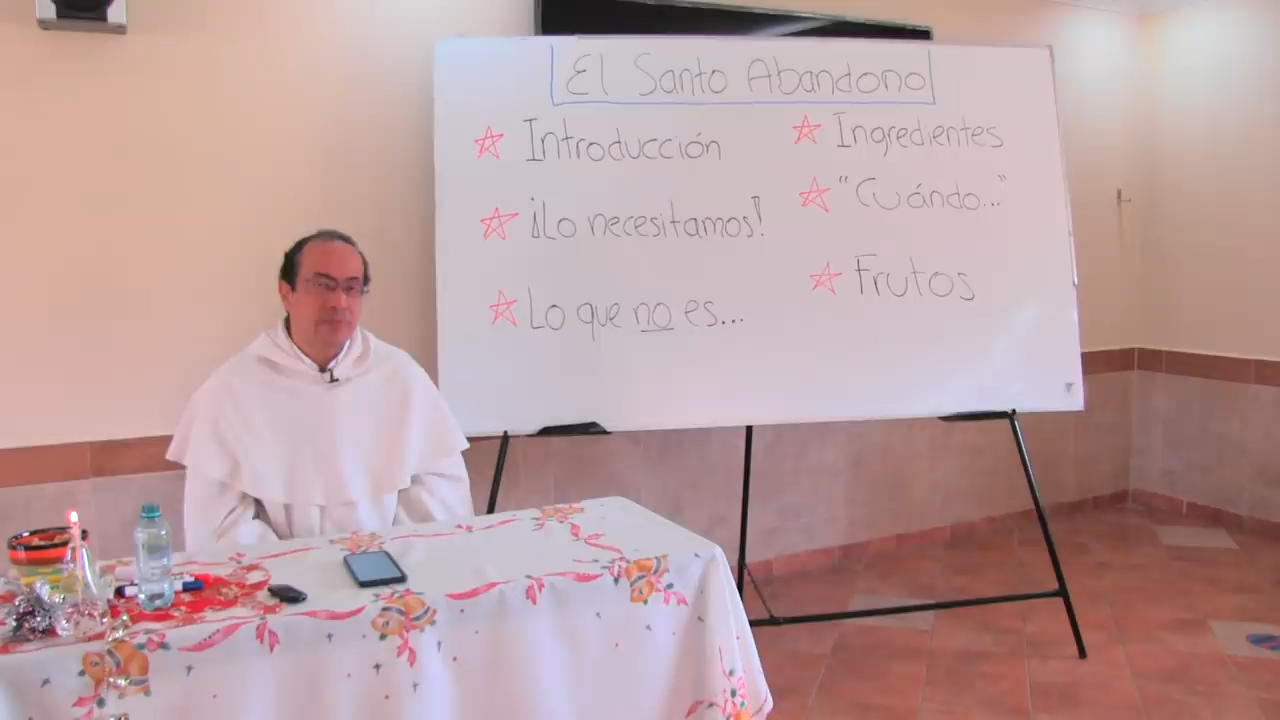 El Santo Abandono
Introducción
¡Lo necesitamos!
Lo que no es...
Ingredientes
"Cuándo..."
Frutos